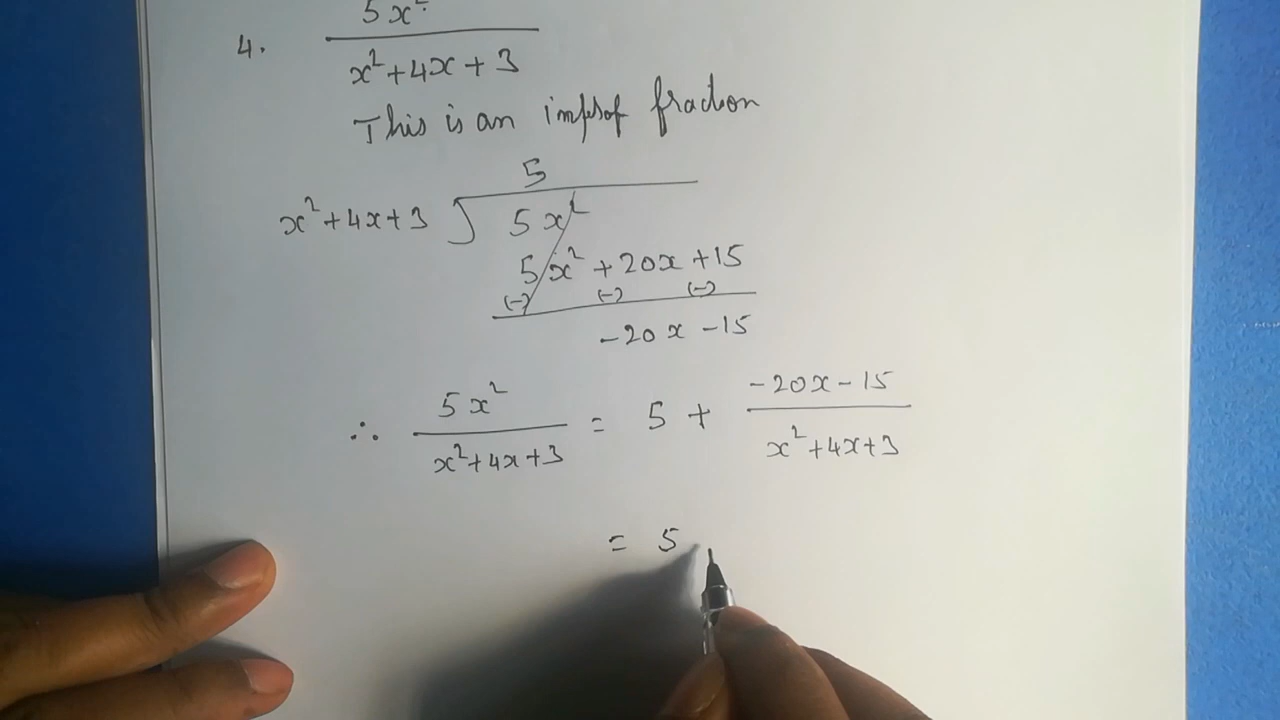 5x²
4. x²+4x+3
This is an improf fraction
5
x²+4x+3 5x²
5x² +20x +15
(-) (-) (-)
-20x -15
∴ 5x² / x²+4x+3 = 5 + -20x-15 / x²+4x+3
= 5